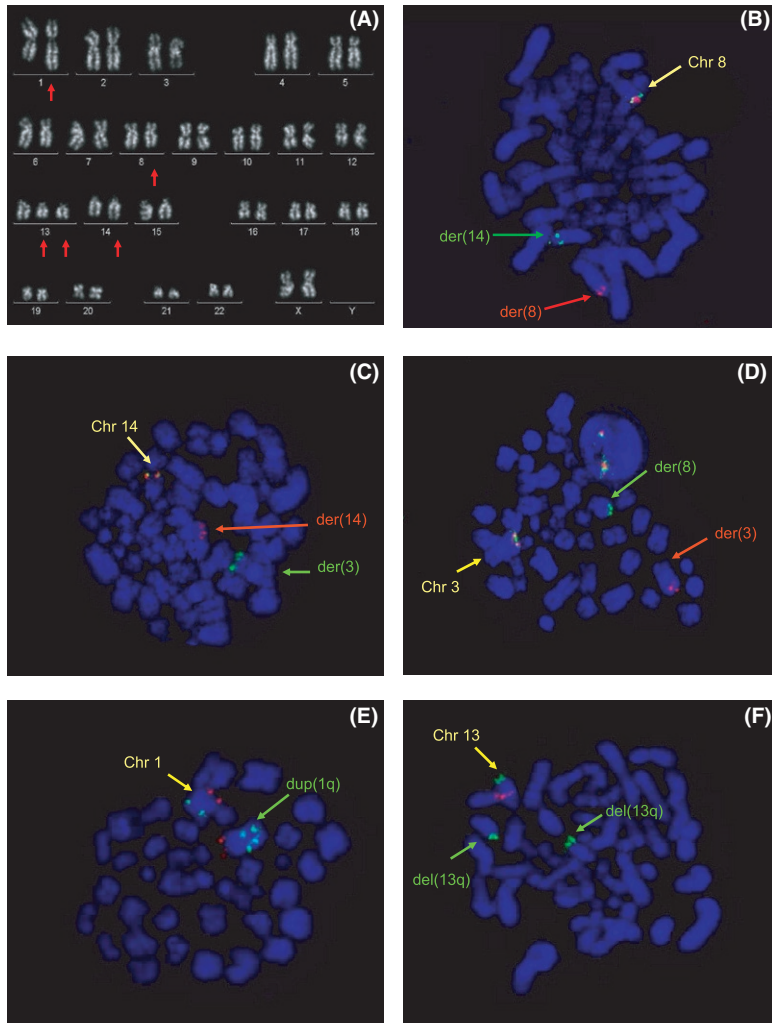 (A)
1 2 3 4 5
6 7 8 9 10 11 12
13 14 15 16 17 18
19 20 21 22 X Y
(B)
Chr 8
der(14)
der(8)
(C)
Chr 14
der(14)
der(3)
(D)
der(8)
der(3)
Chr 3
(E)
Chr 1
dup(1q)
(F)
Chr 13
del(13q)
del(13q)